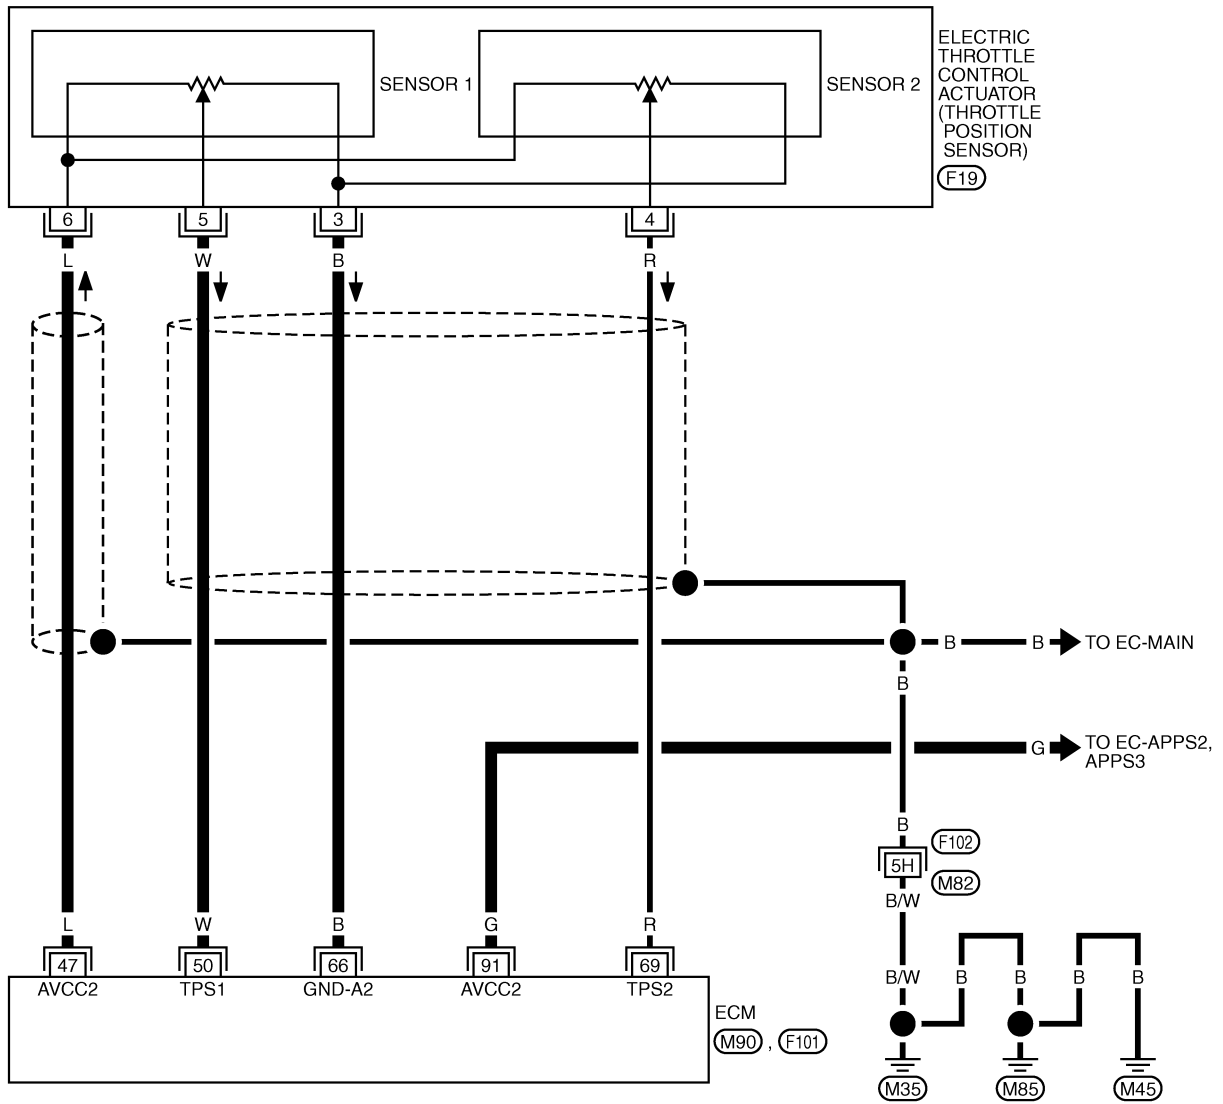 ELECTRIC
THROTTLE
CONTROL
ACTUATOR
(THROTTLE
POSITION
SENSOR)
F19
SENSOR 1
SENSOR 2
6
5
3
4
L
W
B
R
B
B
TO EC-MAIN
B
G
TO EC-APPS2,
APPS3
B
F102
5H
M82
B/W
L
W
B
G
R
47
50
66
91
69
AVCC2
TPS1
GND-A2
AVCC2
TPS2
ECM
M90 , F101
B/W
B
B
B
B
M35
M85
M45